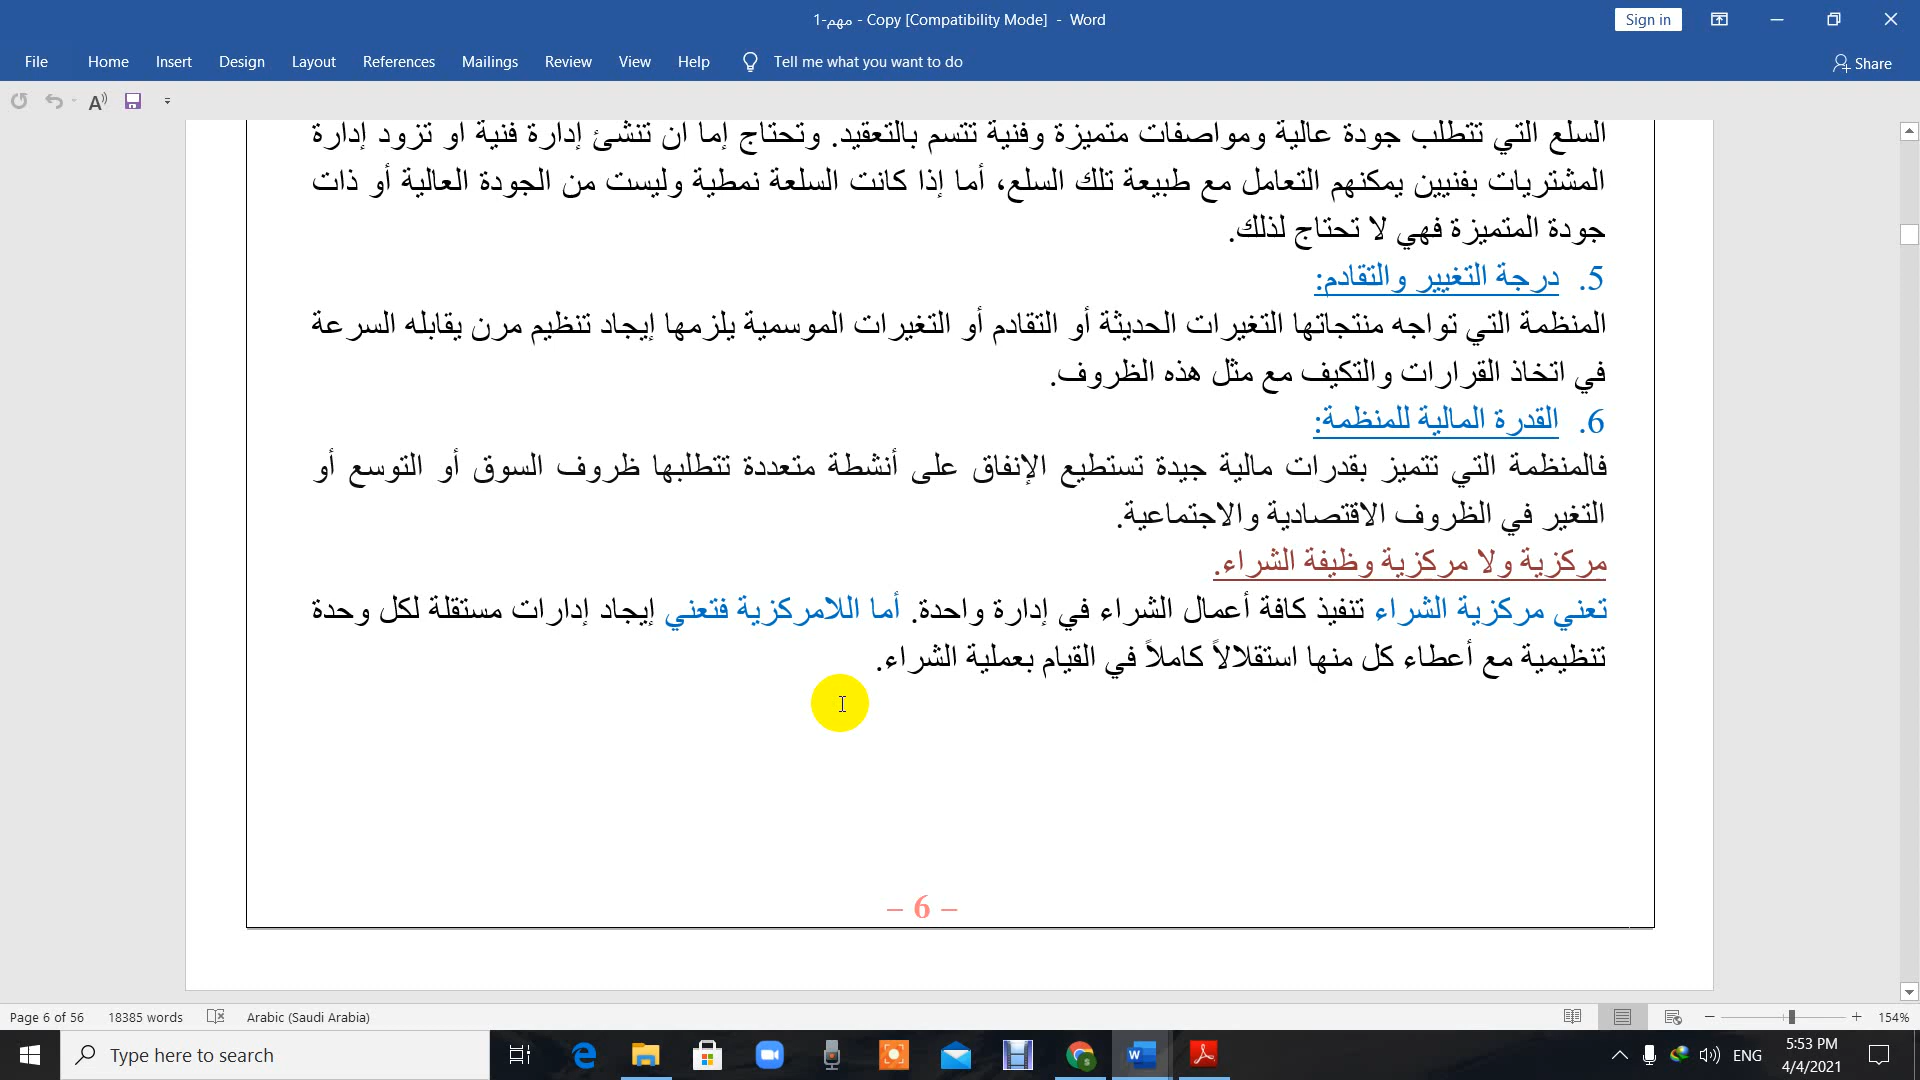 مهم-1 - Copy [Compatibility Mode] - Word
Sign in
File Home Insert Design Layout References Mailings Review View Help Tell me what you want to do
Share
السلع التي تتطلب جودة عالية ومواصفات متميزة وفنية تتسم بالتعقيد. وتحتاج إما ان تنشئ إدارة فنية او تزود إدارة
المشتريات بفنيين يمكنهم التعامل مع طبيعة تلك السلع، أما إذا كانت السلعة نمطية وليست من الجودة العالية أو ذات
جودة المتميزة فهي لا تحتاج لذلك.
5. درجة التغيير والتقادم:
المنظمة التي تواجه منتجاتها التغيرات الحديثة أو التقادم أو التغيرات الموسمية يلزمها إيجاد تنظيم مرن يقابله السرعة
في اتخاذ القرارات والتكيف مع مثل هذه الظروف.
6. القدرة المالية للمنظمة:
فالمنظمة التي تتميز بقدرات مالية جيدة تستطيع الإنفاق على أنشطة متعددة تتطلبها ظروف السوق أو التوسع أو
التغير في الظروف الاقتصادية والاجتماعية.
مركزية ولا مركزية وظيفة الشراء.
تعني مركزية الشراء تنفيذ كافة أعمال الشراء في إدارة واحدة. أما اللامركزية فتعني إيجاد إدارات مستقلة لكل وحدة
تنظيمية مع أعطاء كل منها استقلالاً كاملاً في القيام بعملية الشراء.
– 6 –
Page 6 of 56 18385 words Arabic (Saudi Arabia) 154%
Type here to search
ENG
5:53 PM
4/4/2021